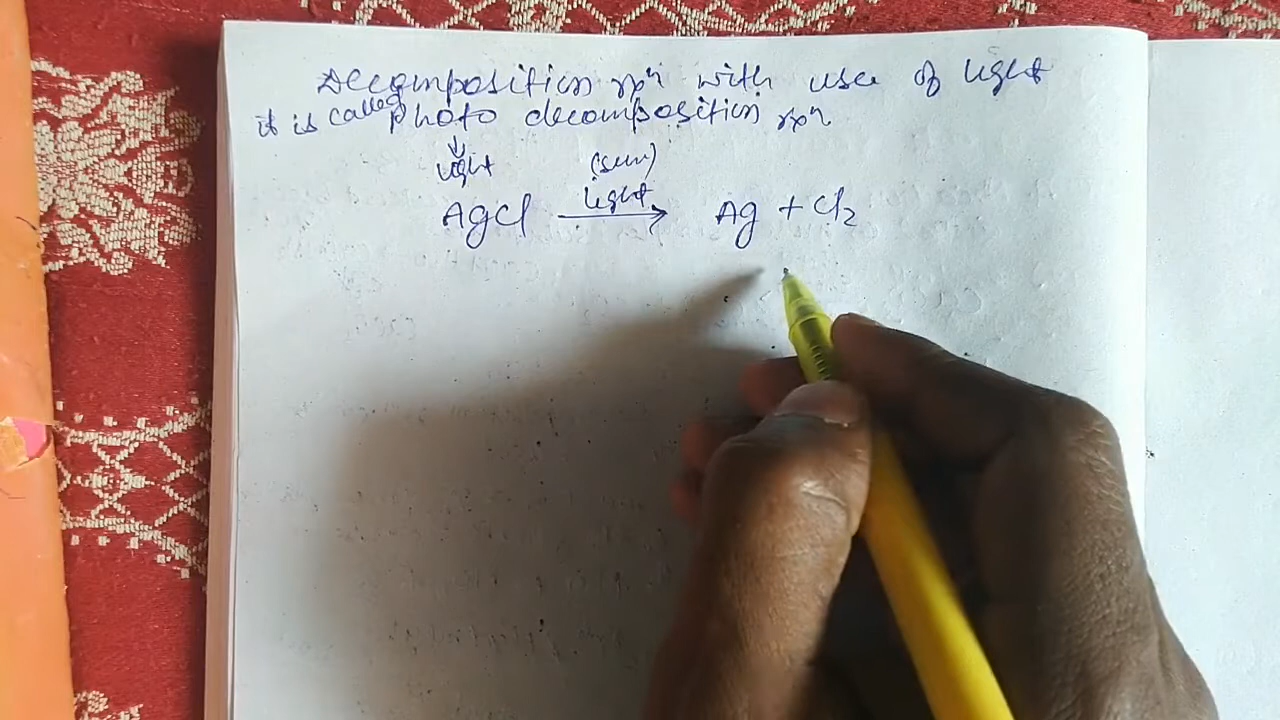 Decomposition rxn with use of light
it is called photo decomposition rxn
light (sun)
light
AgCl → Ag + Cl2